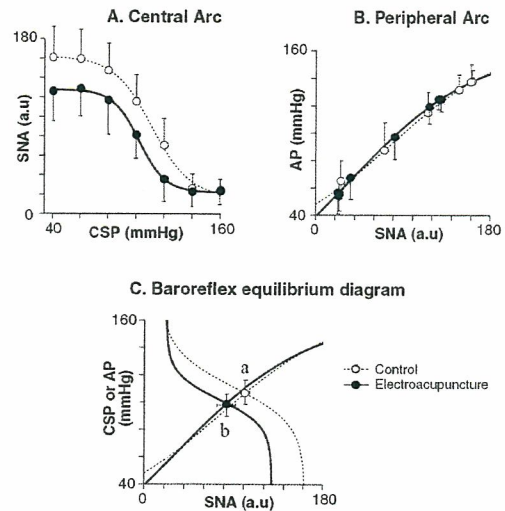 A. Central Arc
180
SNA (a.u)
0
40
CSP (mmHg)
160
B. Peripheral Arc
160
AP (mmHg)
40
0
SNA (a.u)
180
C. Baroreflex equilibrium diagram
160
CSP or AP
(mmHg)
40
a
b
0
SNA (a.u)
180
Control
Electroacupuncture